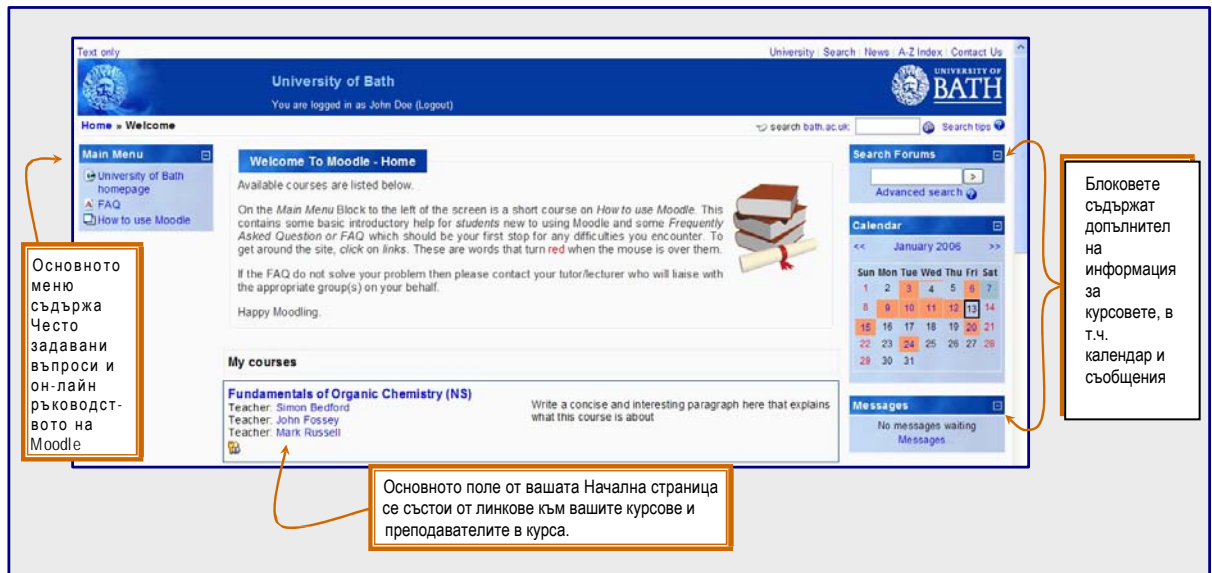 Text only
University Search News A-Z Index Contact Us
University of Bath
You are logged in as John Doe (Logout)
UNIVERSITY OF
BATH
Home » Welcome
search bath.ac.uk:
Search tips
Main Menu
University of Bath
homepage
FAQ
How to use Moodle
Основното
меню
съдържа
Често
задавани
въпроси и
он-лайн
ръководст-
вото на
Moodle
Welcome To Moodle - Home
Available courses are listed below.
On the Main Menu Block to the left of the screen is a short course on How to use Moodle. This
contains some basic introductory help for students new to using Moodle and some Frequently
Asked Question or FAQ which should be your first stop for any difficulties you encounter. To
get around the site, click on links. These are words that turn red when the mouse is over them.
If the FAQ do not solve your problem then please contact your tutor/lecturer who will liaise with
the appropriate group(s) on your behalf.
Happy Moodling.
My courses
Fundamentals of Organic Chemistry (NS)
Teacher: Simon Bedford
Teacher: John Fossey
Teacher: Mark Russell
Write a concise and interesting paragraph here that explains
what this course is about
Основното поле от вашата Начална страница
се състои от линкове към вашите курсове и
преподавателите в курса.
Search Forums
>
Advanced search
Calendar
<< January 2006 >>
Sun Mon Tue Wed Thu Fri Sat
1 2 3 4 5 6 7
8 9 10 11 12 13 14
15 16 17 18 19 20 21
22 23 24 25 26 27 28
29 30 31
Messages
No messages waiting
Messages...
Блоковете
съдържат
допълнител
на
информация
за
курсовете, в
т.ч.
календар и
съобщения